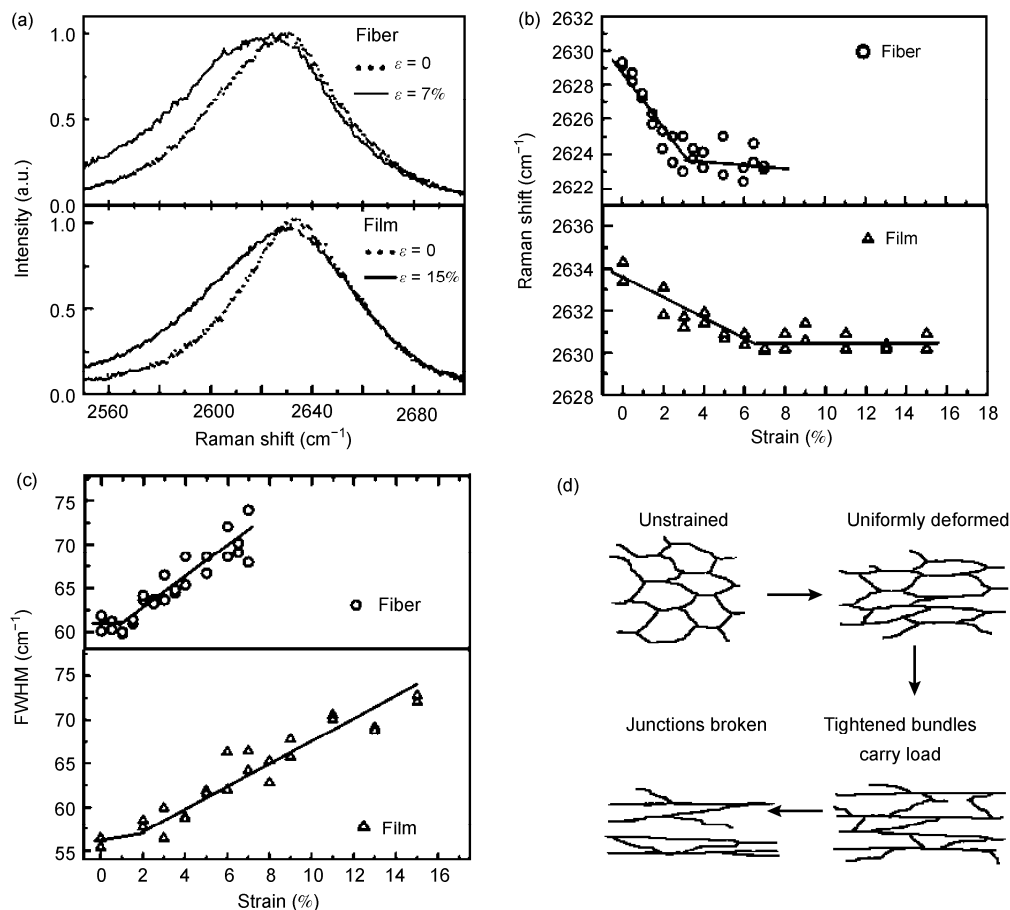 (a)
Fiber
ε = 0
ε = 7%
1.0
0.5
0.0
Film
ε = 0
ε = 15%
1.0
0.5
0.0
Intensity (a.u.)
2560 2600 2640 2680
Raman shift (cm⁻¹)
(b)
2632
2630
2628
2626
2624
2622
Fiber
2636
2634
2632
2630
2628
Film
Raman shift (cm⁻¹)
0 2 4 6 8 10 12 14 16 18
Strain (%)
(c)
75
70
65
60
Fiber
75
70
65
60
55
Film
FWHM (cm⁻¹)
0 2 4 6 8 10 12 14 16
Strain (%)
(d)
Unstrained
Uniformly deformed
Junctions broken
Tightened bundles
carry load